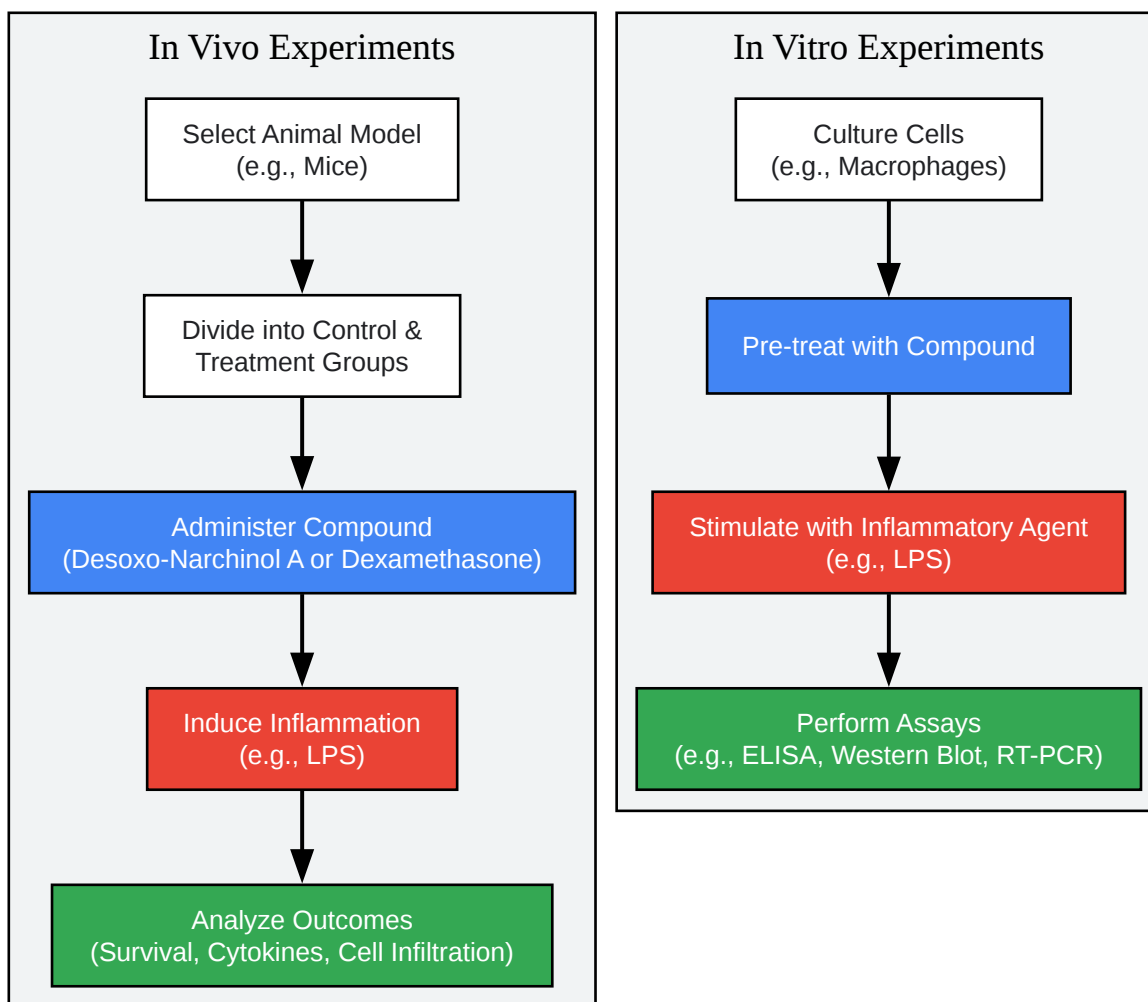 In Vivo Experiments
Select Animal Model
(e.g., Mice)
Divide into Control &
Treatment Groups
Administer Compound
(Desoxo-Narchinol A or Dexamethasone)
Induce Inflammation
(e.g., LPS)
Analyze Outcomes
(Survival, Cytokines, Cell Infiltration)
In Vitro Experiments
Culture Cells
(e.g., Macrophages)
Pre-treat with Compound
Stimulate with Inflammatory Agent
(e.g., LPS)
Perform Assays
(e.g., ELISA, Western Blot, RT-PCR)